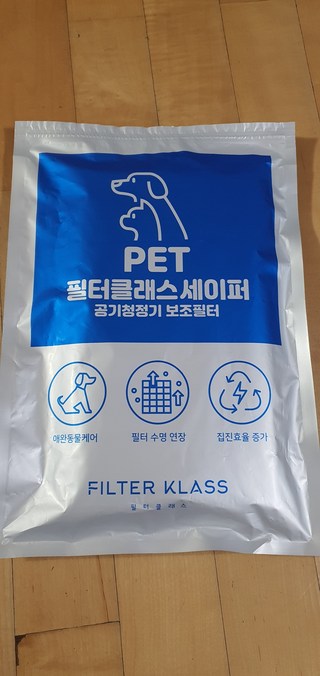 PET
필터클래스 세이퍼
공기청정기 보조필터
애완동물케어
필터 수명 연장
집진효율 증가
FILTER KLASS
필터클래스